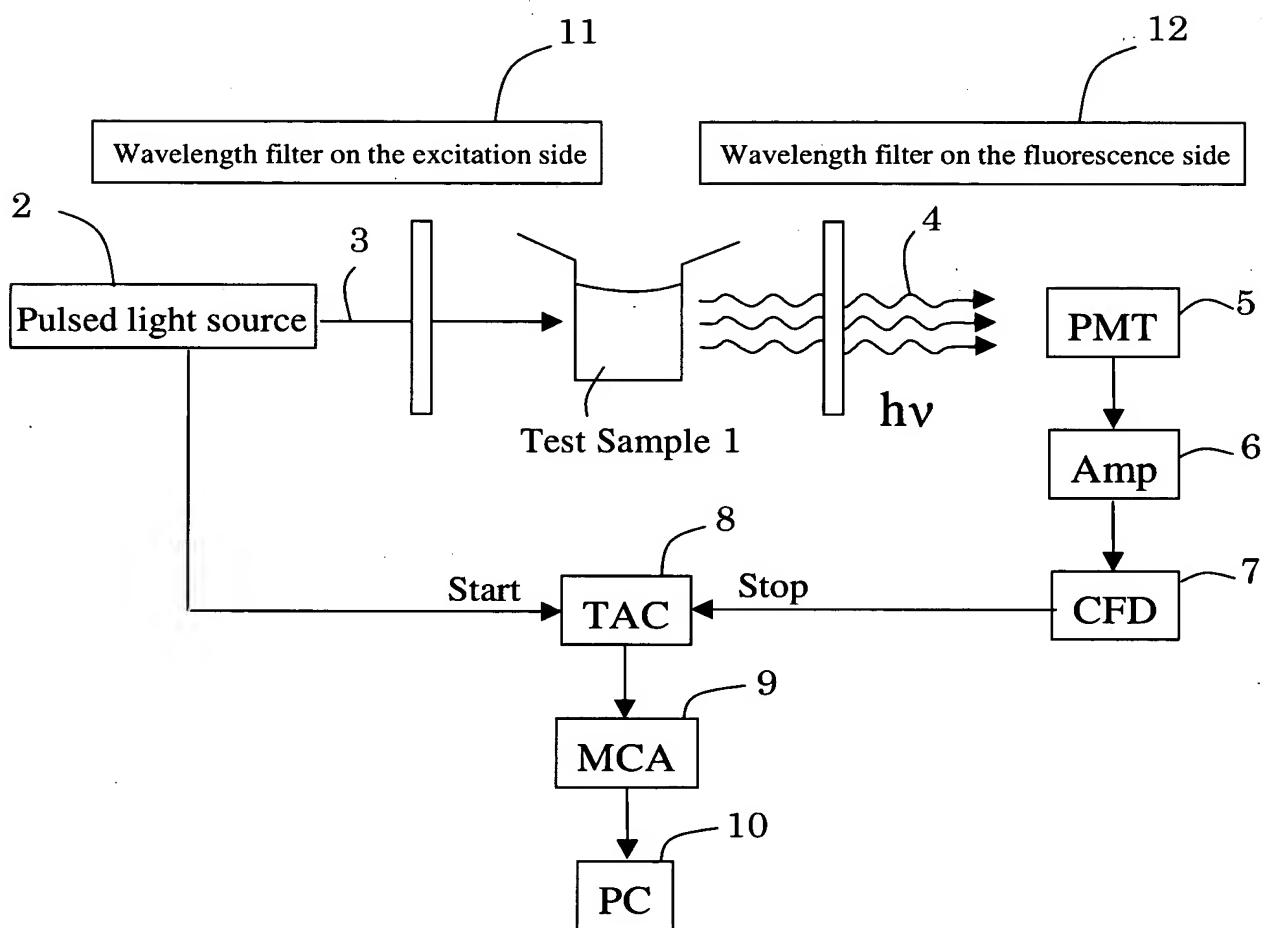 11
12
Wavelength filter on the excitation side
Wavelength filter on the fluorescence side
2
3
4
Pulsed light source
5
PMT
hν
Test Sample 1
6
Amp
8
7
Start
Stop
TAC
CFD
9
MCA
10
PC